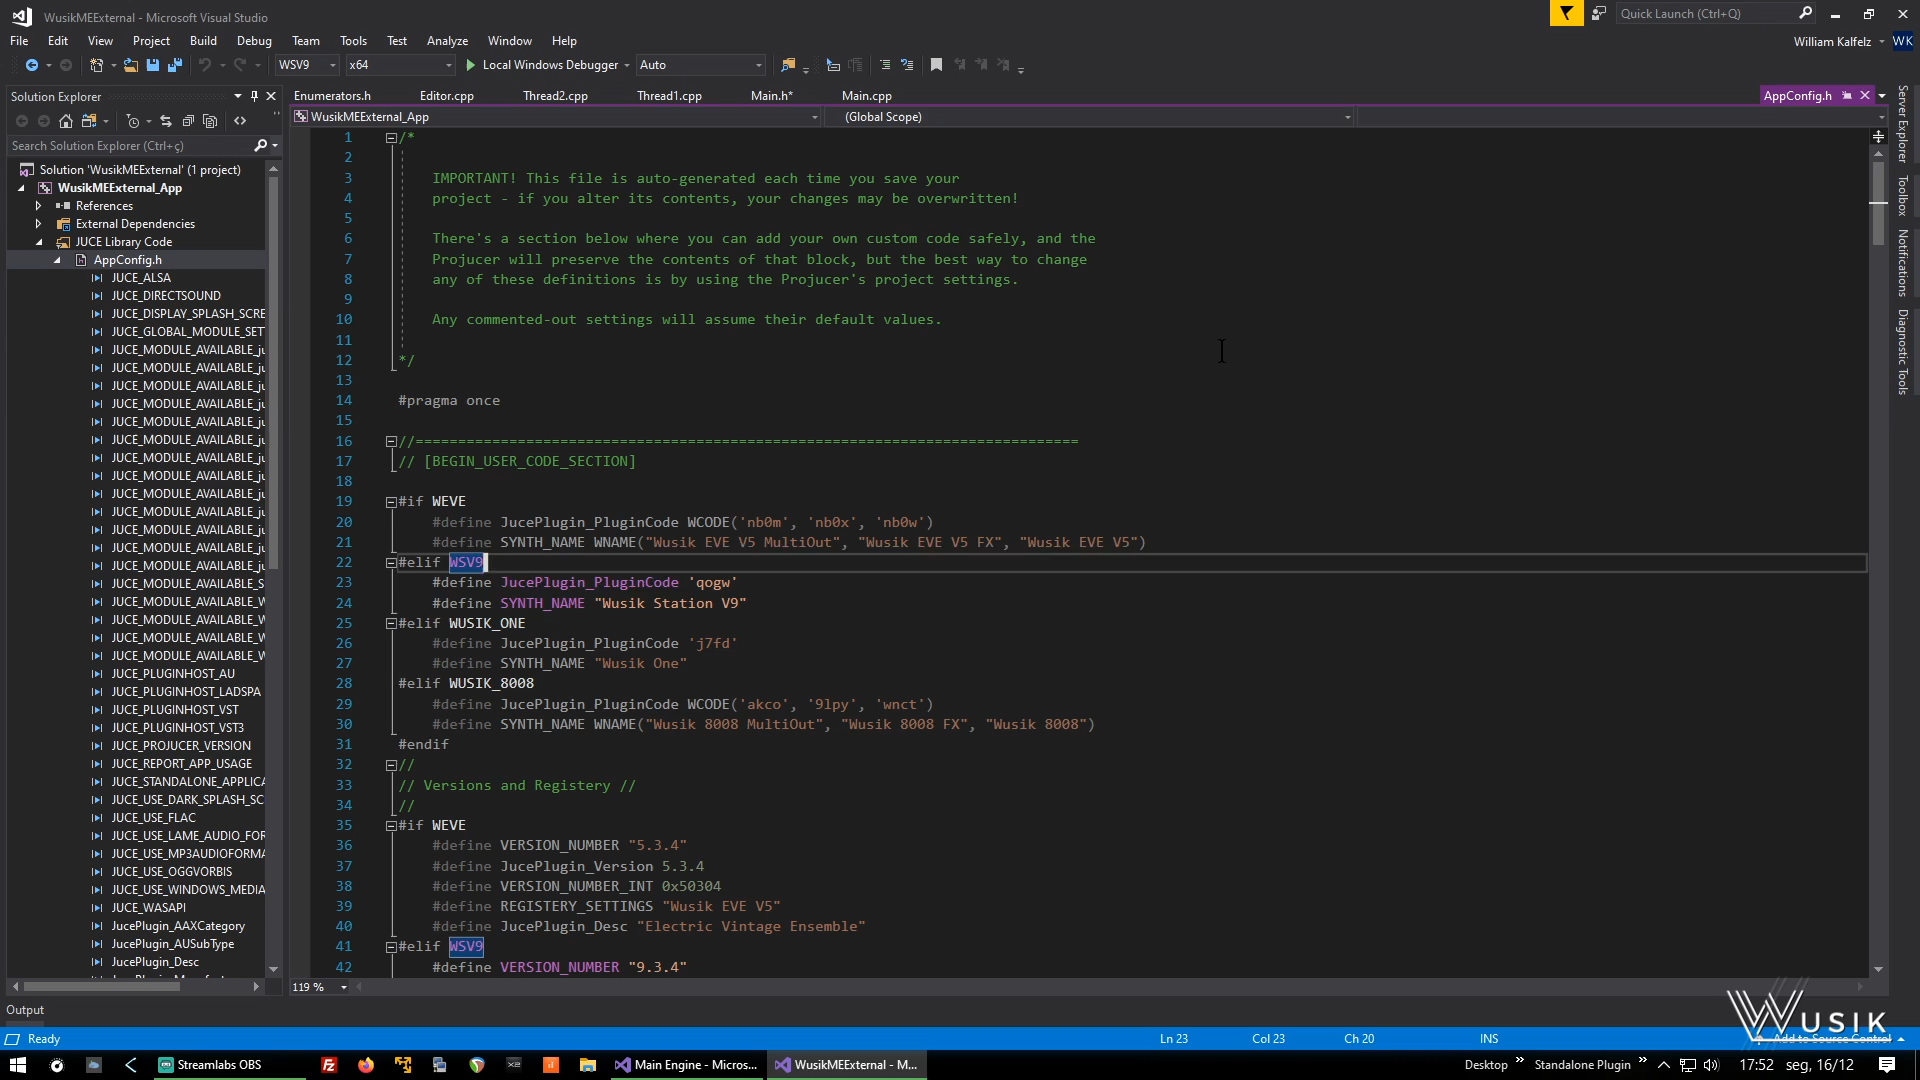 WusikMEExternal - Microsoft Visual Studio
Quick Launch (Ctrl+Q)
File Edit View Project Build Debug Team Tools Test Analyze Window Help
William Kalfelz WK
WSV9 x64 Local Windows Debugger Auto
Solution Explorer
Enumerators.h Editor.cpp Thread2.cpp Thread1.cpp Main.h* Main.cpp AppConfig.h
WusikMEExternal_App (Global Scope)
Search Solution Explorer (Ctrl+ç)
Solution 'WusikMEExternal' (1 project)
WusikMEExternal_App
References
External Dependencies
JUCE Library Code
AppConfig.h
JUCE_ALSA
JUCE_DIRECTSOUND
JUCE_DISPLAY_SPLASH_SCRE
JUCE_GLOBAL_MODULE_SET
JUCE_MODULE_AVAILABLE_ju
JUCE_MODULE_AVAILABLE_ju
JUCE_MODULE_AVAILABLE_ju
JUCE_MODULE_AVAILABLE_ju
JUCE_MODULE_AVAILABLE_ju
JUCE_MODULE_AVAILABLE_ju
JUCE_MODULE_AVAILABLE_ju
JUCE_MODULE_AVAILABLE_ju
JUCE_MODULE_AVAILABLE_ju
JUCE_MODULE_AVAILABLE_ju
JUCE_MODULE_AVAILABLE_ju
JUCE_MODULE_AVAILABLE_ju
JUCE_MODULE_AVAILABLE_ju
JUCE_MODULE_AVAILABLE_S
JUCE_MODULE_AVAILABLE_W
JUCE_MODULE_AVAILABLE_W
JUCE_MODULE_AVAILABLE_W
JUCE_MODULE_AVAILABLE_W
JUCE_PLUGINHOST_AU
JUCE_PLUGINHOST_LADSPA
JUCE_PLUGINHOST_VST
JUCE_PLUGINHOST_VST3
JUCE_PROJUCER_VERSION
JUCE_REPORT_APP_USAGE
JUCE_STANDALONE_APPLICA
JUCE_USE_DARK_SPLASH_SC
JUCE_USE_FLAC
JUCE_USE_LAME_AUDIO_FOR
JUCE_USE_MP3AUDIOFORMA
JUCE_USE_OGGVORBIS
JUCE_USE_WINDOWS_MEDIA
JUCE_WASAPI
JucePlugin_AAXCategory
JucePlugin_AUSubType
JucePlugin_Desc
1 /*
2
3 IMPORTANT! This file is auto-generated each time you save your
4 project - if you alter its contents, your changes may be overwritten!
5
6 There's a section below where you can add your own custom code safely, and the
7 Projucer will preserve the contents of that block, but the best way to change
8 any of these definitions is by using the Projucer's project settings.
9
10 Any commented-out settings will assume their default values.
11
12 */
13
14 #pragma once
15
16 //==============================================================================
17 // [BEGIN_USER_CODE_SECTION]
18
19 #if WEVE
20 #define JucePlugin_PluginCode WCODE('nb0m', 'nb0x', 'nb0w')
21 #define SYNTH_NAME WNAME("Wusik EVE V5 MultiOut", "Wusik EVE V5 FX", "Wusik EVE V5")
22 #elif WSV9
23 #define JucePlugin_PluginCode 'qogw'
24 #define SYNTH_NAME "Wusik Station V9"
25 #elif WUSIK_ONE
26 #define JucePlugin_PluginCode 'j7fd'
27 #define SYNTH_NAME "Wusik One"
28 #elif WUSIK_8008
29 #define JucePlugin_PluginCode WCODE('akco', '9lpy', 'wnct')
30 #define SYNTH_NAME WNAME("Wusik 8008 MultiOut", "Wusik 8008 FX", "Wusik 8008")
31 #endif
32 //
33 // Versions and Registery //
34 //
35 #if WEVE
36 #define VERSION_NUMBER "5.3.4"
37 #define JucePlugin_Version 5.3.4
38 #define VERSION_NUMBER_INT 0x50304
39 #define REGISTERY_SETTINGS "Wusik EVE V5"
40 #define JucePlugin_Desc "Electric Vintage Ensemble"
41 #elif WSV9
42 #define VERSION_NUMBER "9.3.4"
Server Explorer
Toolbox
Notifications
Diagnostic Tools
119 %
Output
WUSIK
Ready Ln 23 Col 23 Ch 20 INS Add to Source Control
Streamlabs OBS Main Engine - Micros... WusikMEExternal - M... Desktop Standalone Plugin 17:52 seg, 16/12